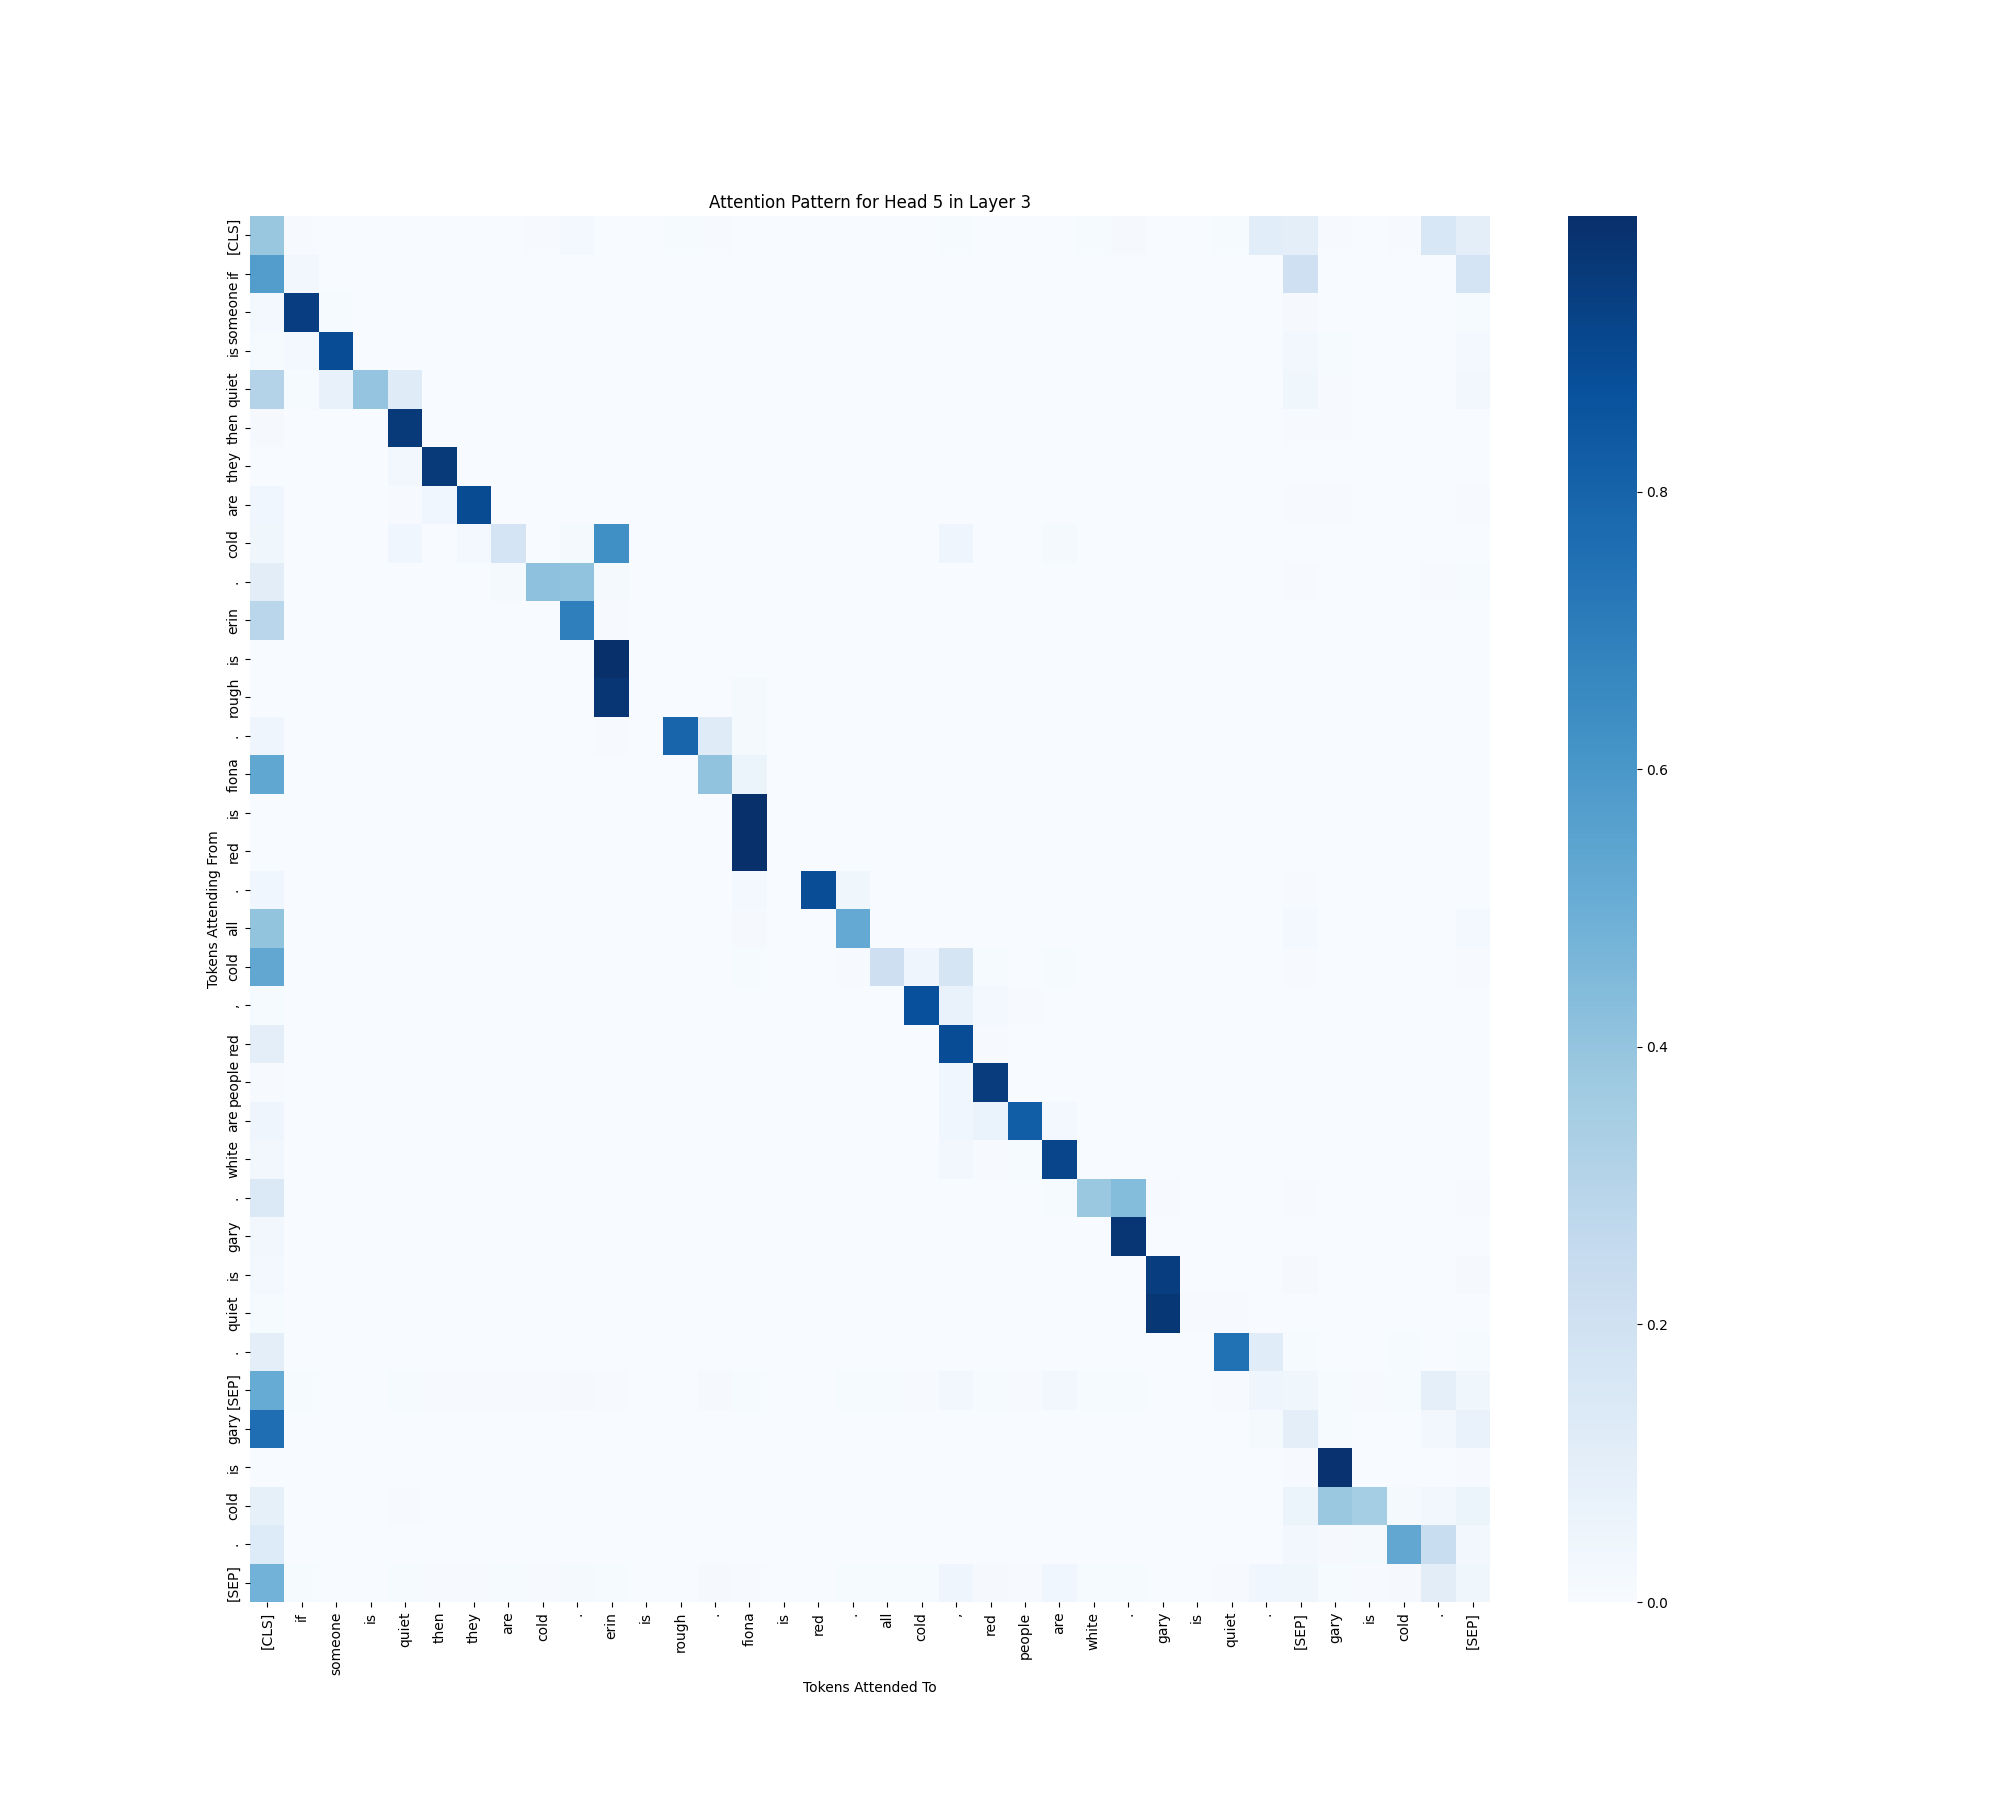 Attention Pattern for Head 5 in Layer 3
Tokens Attending From
[CLS]
if
someone
is
quiet
then
they
are
cold
.
erin
is
rough
.
fiona
is
red
.
all
cold
,
red
people
are
white
.
gary
is
quiet
.
[SEP]
gary
is
cold
.
[SEP]
[CLS] if someone is quiet then they are cold . erin is rough . fiona is red . all cold , red people are white . gary is quiet . [SEP] gary is cold . [SEP]
Tokens Attended To
0.8
0.6
0.4
0.2
0.0